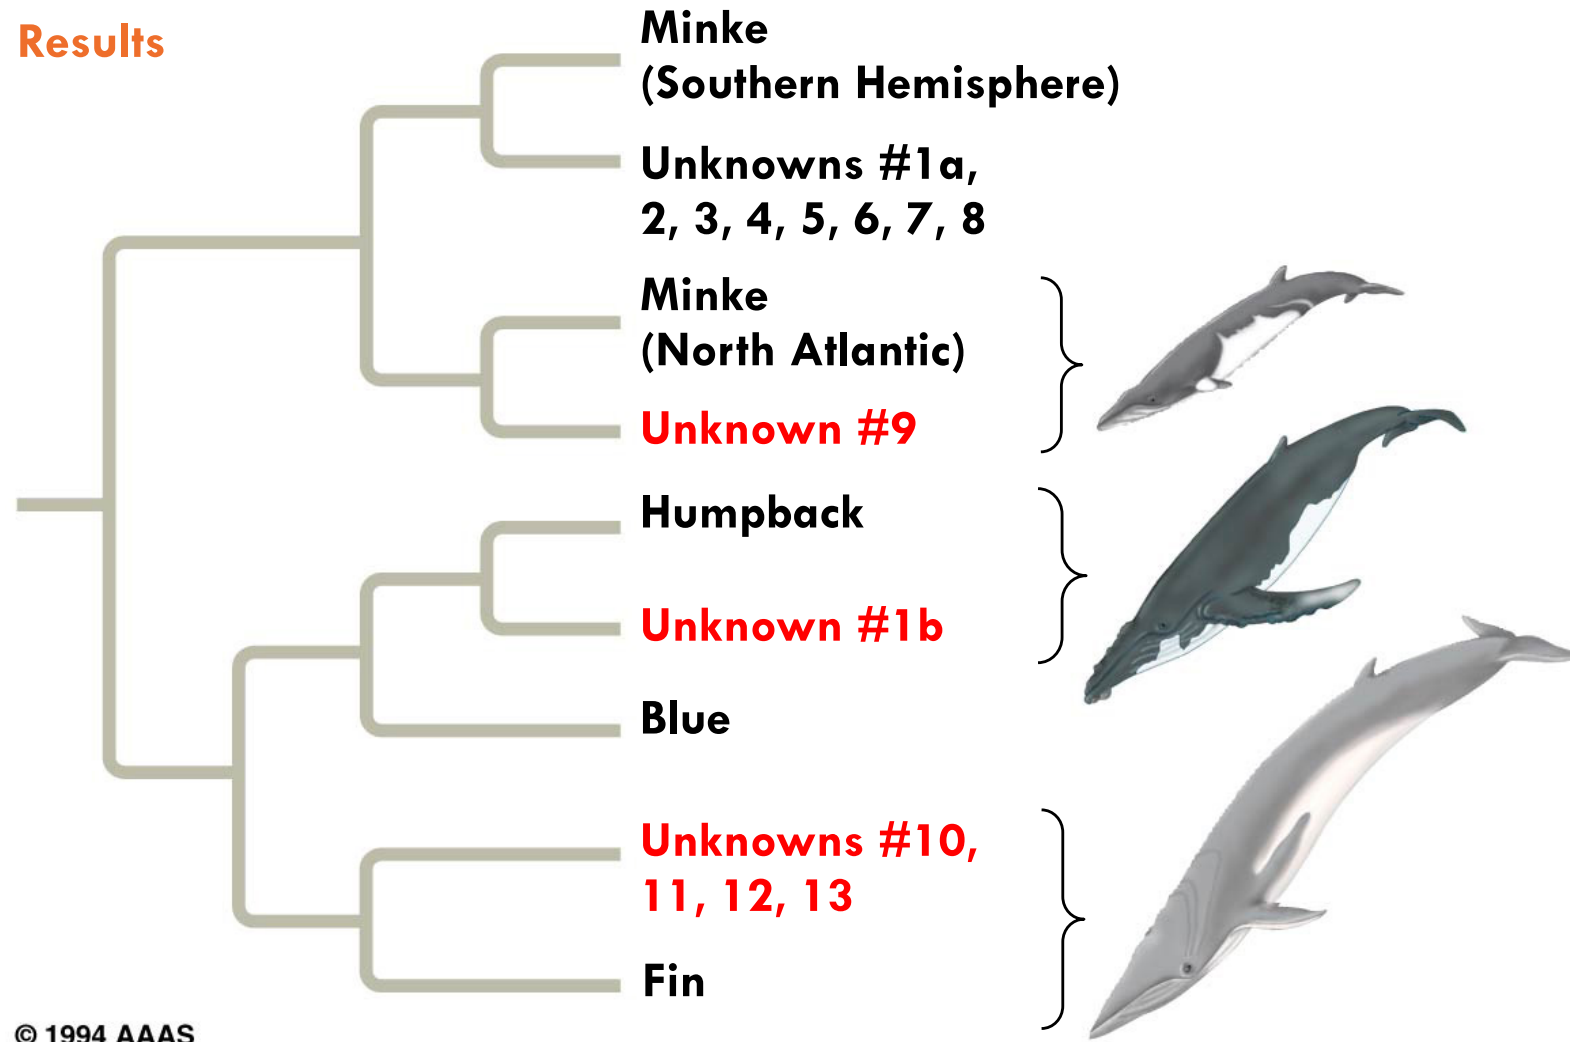 Results
Minke
(Southern Hemisphere)
Unknowns #1a,
2, 3, 4, 5, 6, 7, 8
Minke
(North Atlantic)
Unknown #9
Humpback
Unknown #1b
Blue
Unknowns #10,
11, 12, 13
Fin
© 1994 AAAS